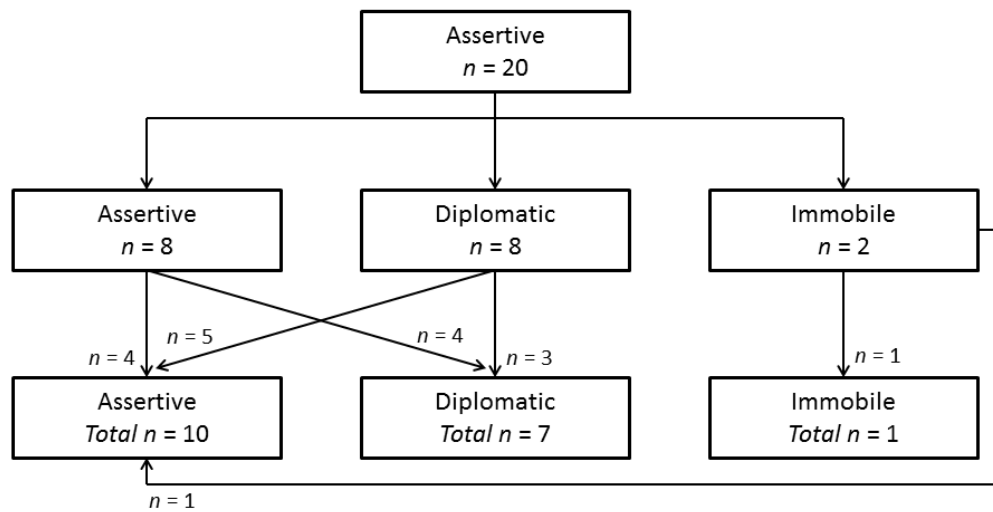 Assertive
n = 20
Assertive
n = 8
Diplomatic
n = 8
Immobile
n = 2
n = 5
n = 4
n = 4
n = 3
n = 1
Assertive
Total n = 10
Diplomatic
Total n = 7
Immobile
Total n = 1
n = 1